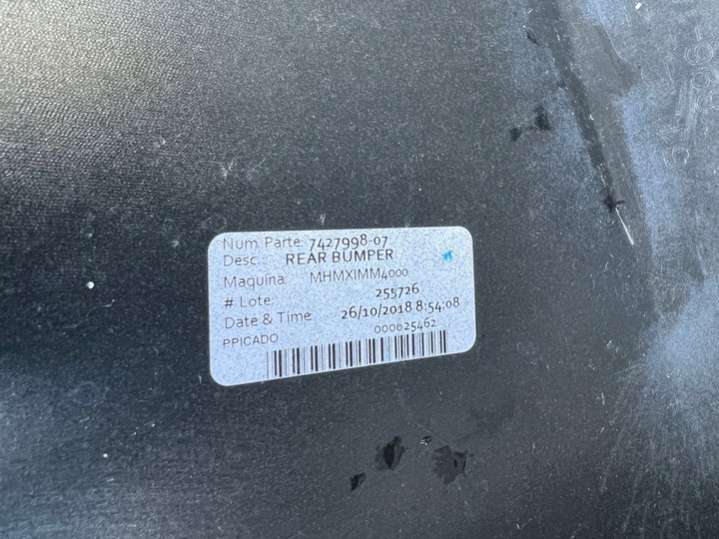 Num. Parte: 7427998-07
Desc.: REAR BUMPER
Maquina: MHMXIMM4000
# Lote: 255726
Date & Time: 26/10/2018 8:54:08
PPICADO 000625462